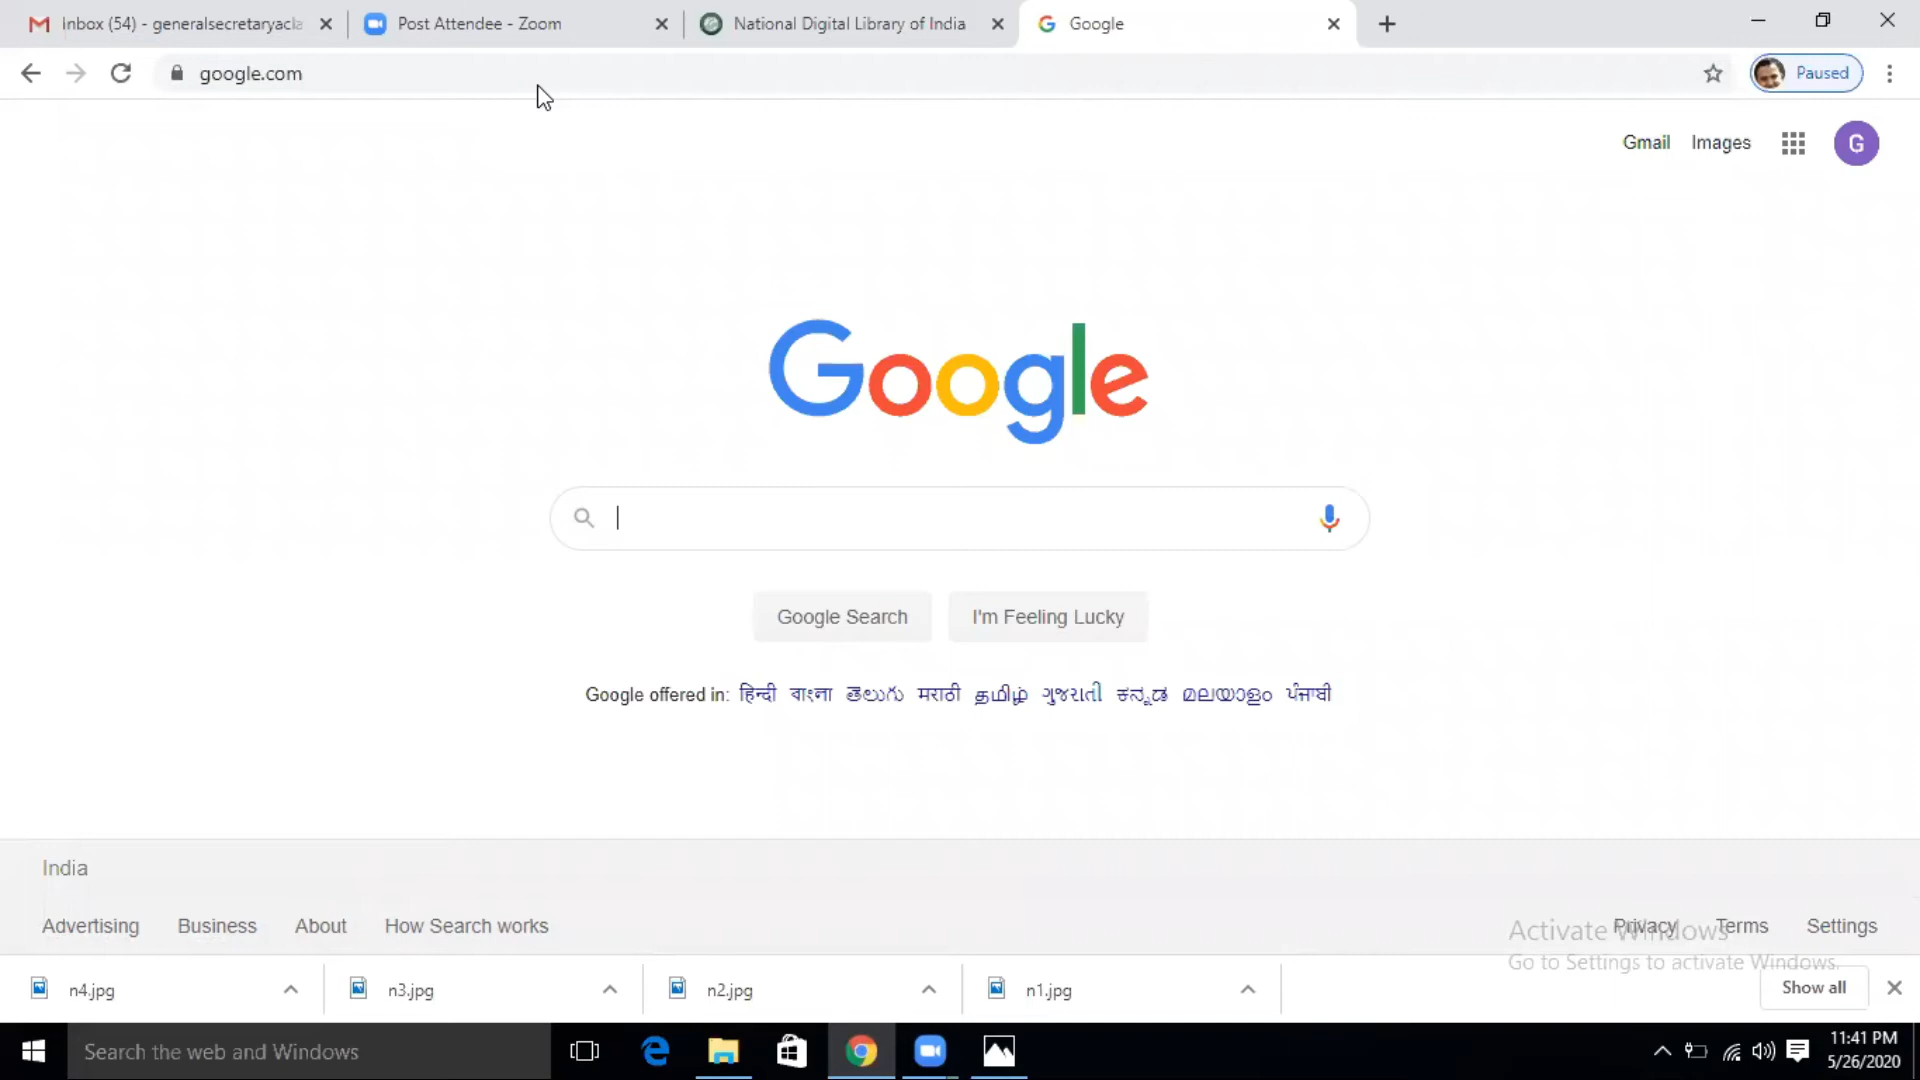 Inbox (54) - generalsecretaryacla
Post Attendee - Zoom
National Digital Library of India
Google
google.com
Paused
Gmail
Images
G
Google
Google Search
I'm Feeling Lucky
Google offered in: हिन्दी বাংলা తెలుగు मराठी தமிழ் ગુજરાતી ಕನ್ನಡ മലയാളം ਪੰਜਾਬੀ
India
Advertising
Business
About
How Search works
Privacy
Terms
Settings
Activate Windows
Go to Settings to activate Windows.
n4.jpg
n3.jpg
n2.jpg
n1.jpg
Show all
Search the web and Windows
11:41 PM
5/26/2020